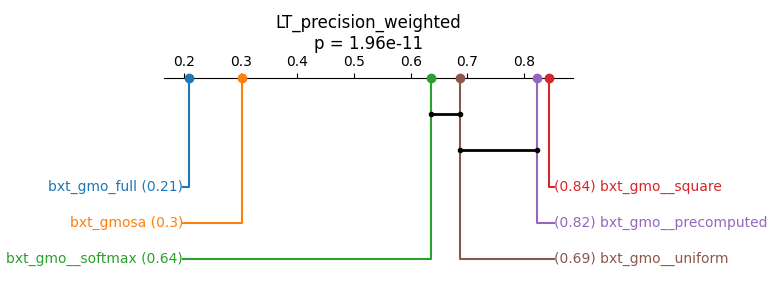 LT_precision_weighted
p = 1.96e-11
0.2 0.3 0.4 0.5 0.6 0.7 0.8
bxt_gmo_full (0.21) (0.84) bxt_gmo__square
bxt_gmosa (0.3) (0.82) bxt_gmo__precomputed
bxt_gmo__softmax (0.64) (0.69) bxt_gmo__uniform